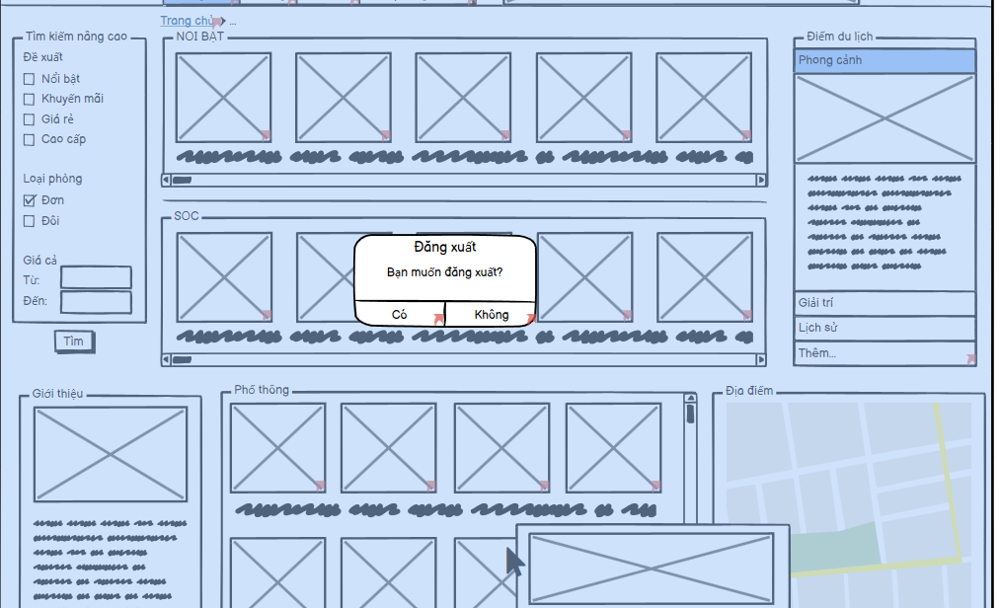 Trang chủ ...
Tìm kiếm nâng cao
Đề xuất
Nổi bật
Khuyến mãi
Giá rẻ
Cao cấp
Loại phòng
Đơn
Đôi
Giá cả
Từ:
Đến:
Tìm
NỔI BẬT
SOC
Đăng xuất
Bạn muốn đăng xuất?
Có
Không
Điểm du lịch
Phong cảnh
Giải trí
Lịch sử
Thêm...
Giới thiệu
Phổ thông
Địa điểm